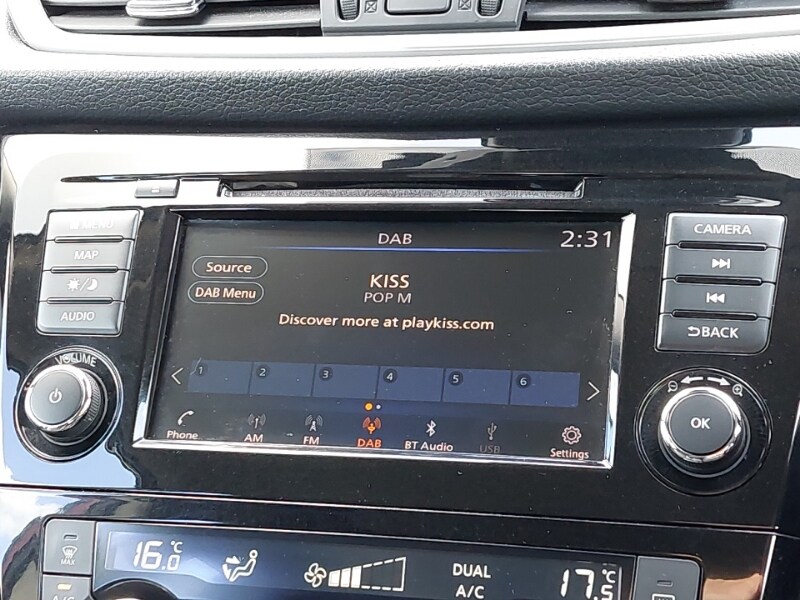 MENU
MAP
AUDIO
VOLUME
DAB
2:31
Source
DAB Menu
KISS
POP M
Discover more at playkiss.com
1 2 3 4 5 6
Phone AM FM DAB BT Audio USB Settings
CAMERA
BACK
OK
MAX
A/C
16.0°C
DUAL
A/C
17.5°C